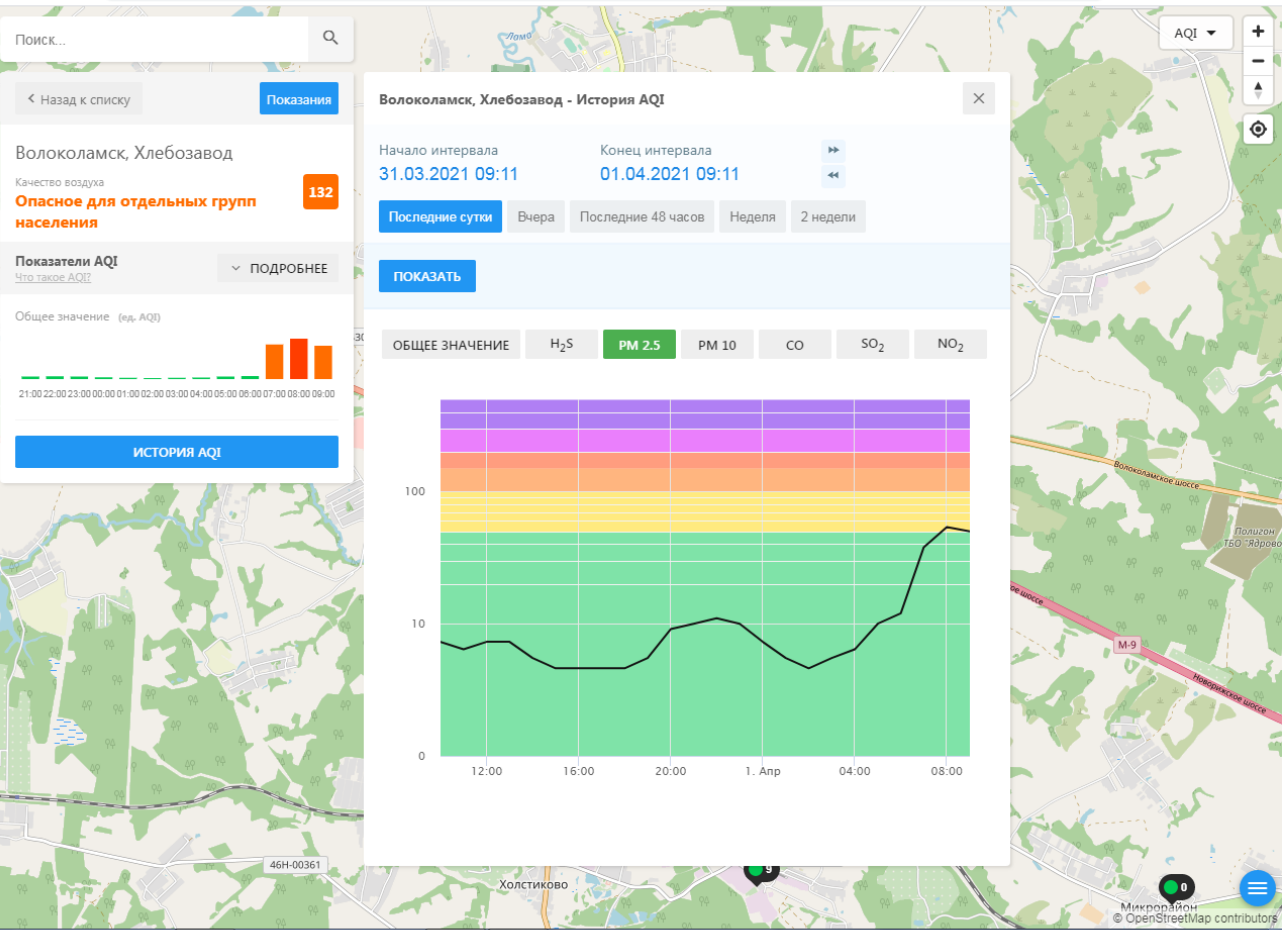 Ломо
Поиск...
AQI
+
−
< Назад к списку
Показания
Волоколамск, Хлебозавод
Качество воздуха
Опасное для отдельных групп
населения
132
Показатели AQI
Что такое AQI?
ПОДРОБНЕЕ
Общее значение (ед. AQI)
21:00 22:00 23:00 00:00 01:00 02:00 03:00 04:00 05:00 06:00 07:00 08:00 09:00
ИСТОРИЯ AQI
Волоколамск, Хлебозавод - История AQI
Начало интервала
31.03.2021 09:11
Конец интервала
01.04.2021 09:11
Последние сутки
Вчера
Последние 48 часов
Неделя
2 недели
ПОКАЗАТЬ
ОБЩЕЕ ЗНАЧЕНИЕ
H2S
PM 2.5
PM 10
CO
SO2
NO2
100
10
0
12:00 16:00 20:00 1. Апр 04:00 08:00
Волоколамское шоссе
Полигон
ТБО "Ядрово
ое шоссе
М-9
Новорижское шоссе
46Н-00361
Холстиково
9
0
Микрорайон
© OpenStreetMap contributors